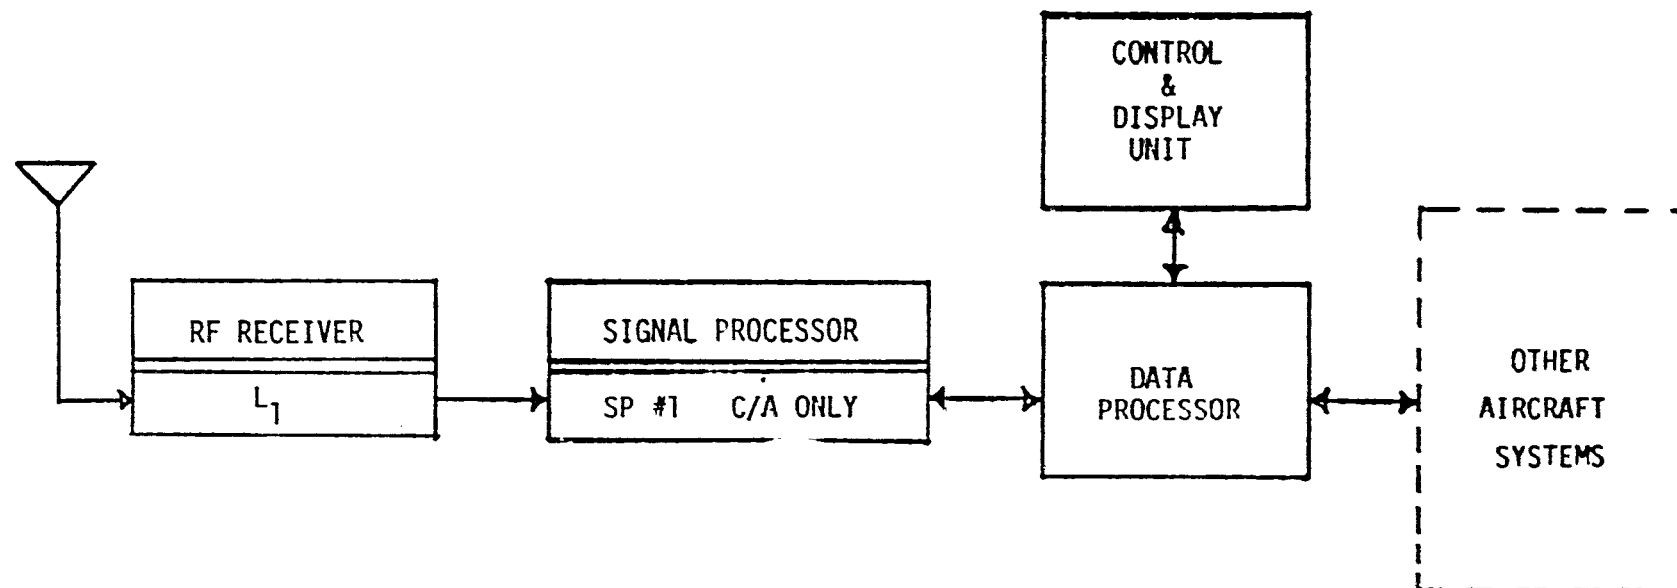 CONTROL
&
DISPLAY
UNIT
RF RECEIVER
L1
SIGNAL PROCESSOR
SP #1 C/A ONLY
DATA
PROCESSOR
OTHER
AIRCRAFT
SYSTEMS